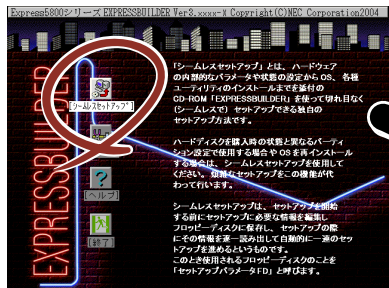 Express5800シリーズ EXPRESSBUILDER Ver3.xxxx-X Copyright(C)NEC Corporation2004
EXPRESSBUILDER
[シームレスセットアップ]
[ヘルプ]
[終了]
「シームレスセットアップ」とは、ハードウェア
の内部的なパラメータや状態の設定から OS、各種
ユーティリティのインストールまでを添付の
CD-ROM「EXPRESSBUILDER」を使って切れ目なく
(シームレスで) セットアップできる独自の
セットアップ方法です。
ハードディスクを購入時の状態と異なるパーティ
ション設定で使用する場合や OS を再インストール
する場合は、シームレスセットアップを使用して
ください。煩雑なセットアップをこの機能が代
わって行います。
シームレスセットアップは、セットアップを開始
する前にセットアップに必要な情報を編集し
フロッピーディスクに保存し、セットアップの際
にその情報を逐一読み出して自動的に一連のセッ
トアップを進めるというものです。
このとき使用されるフロッピーディスクのことを
「セットアップパラメータFD」と呼びます。